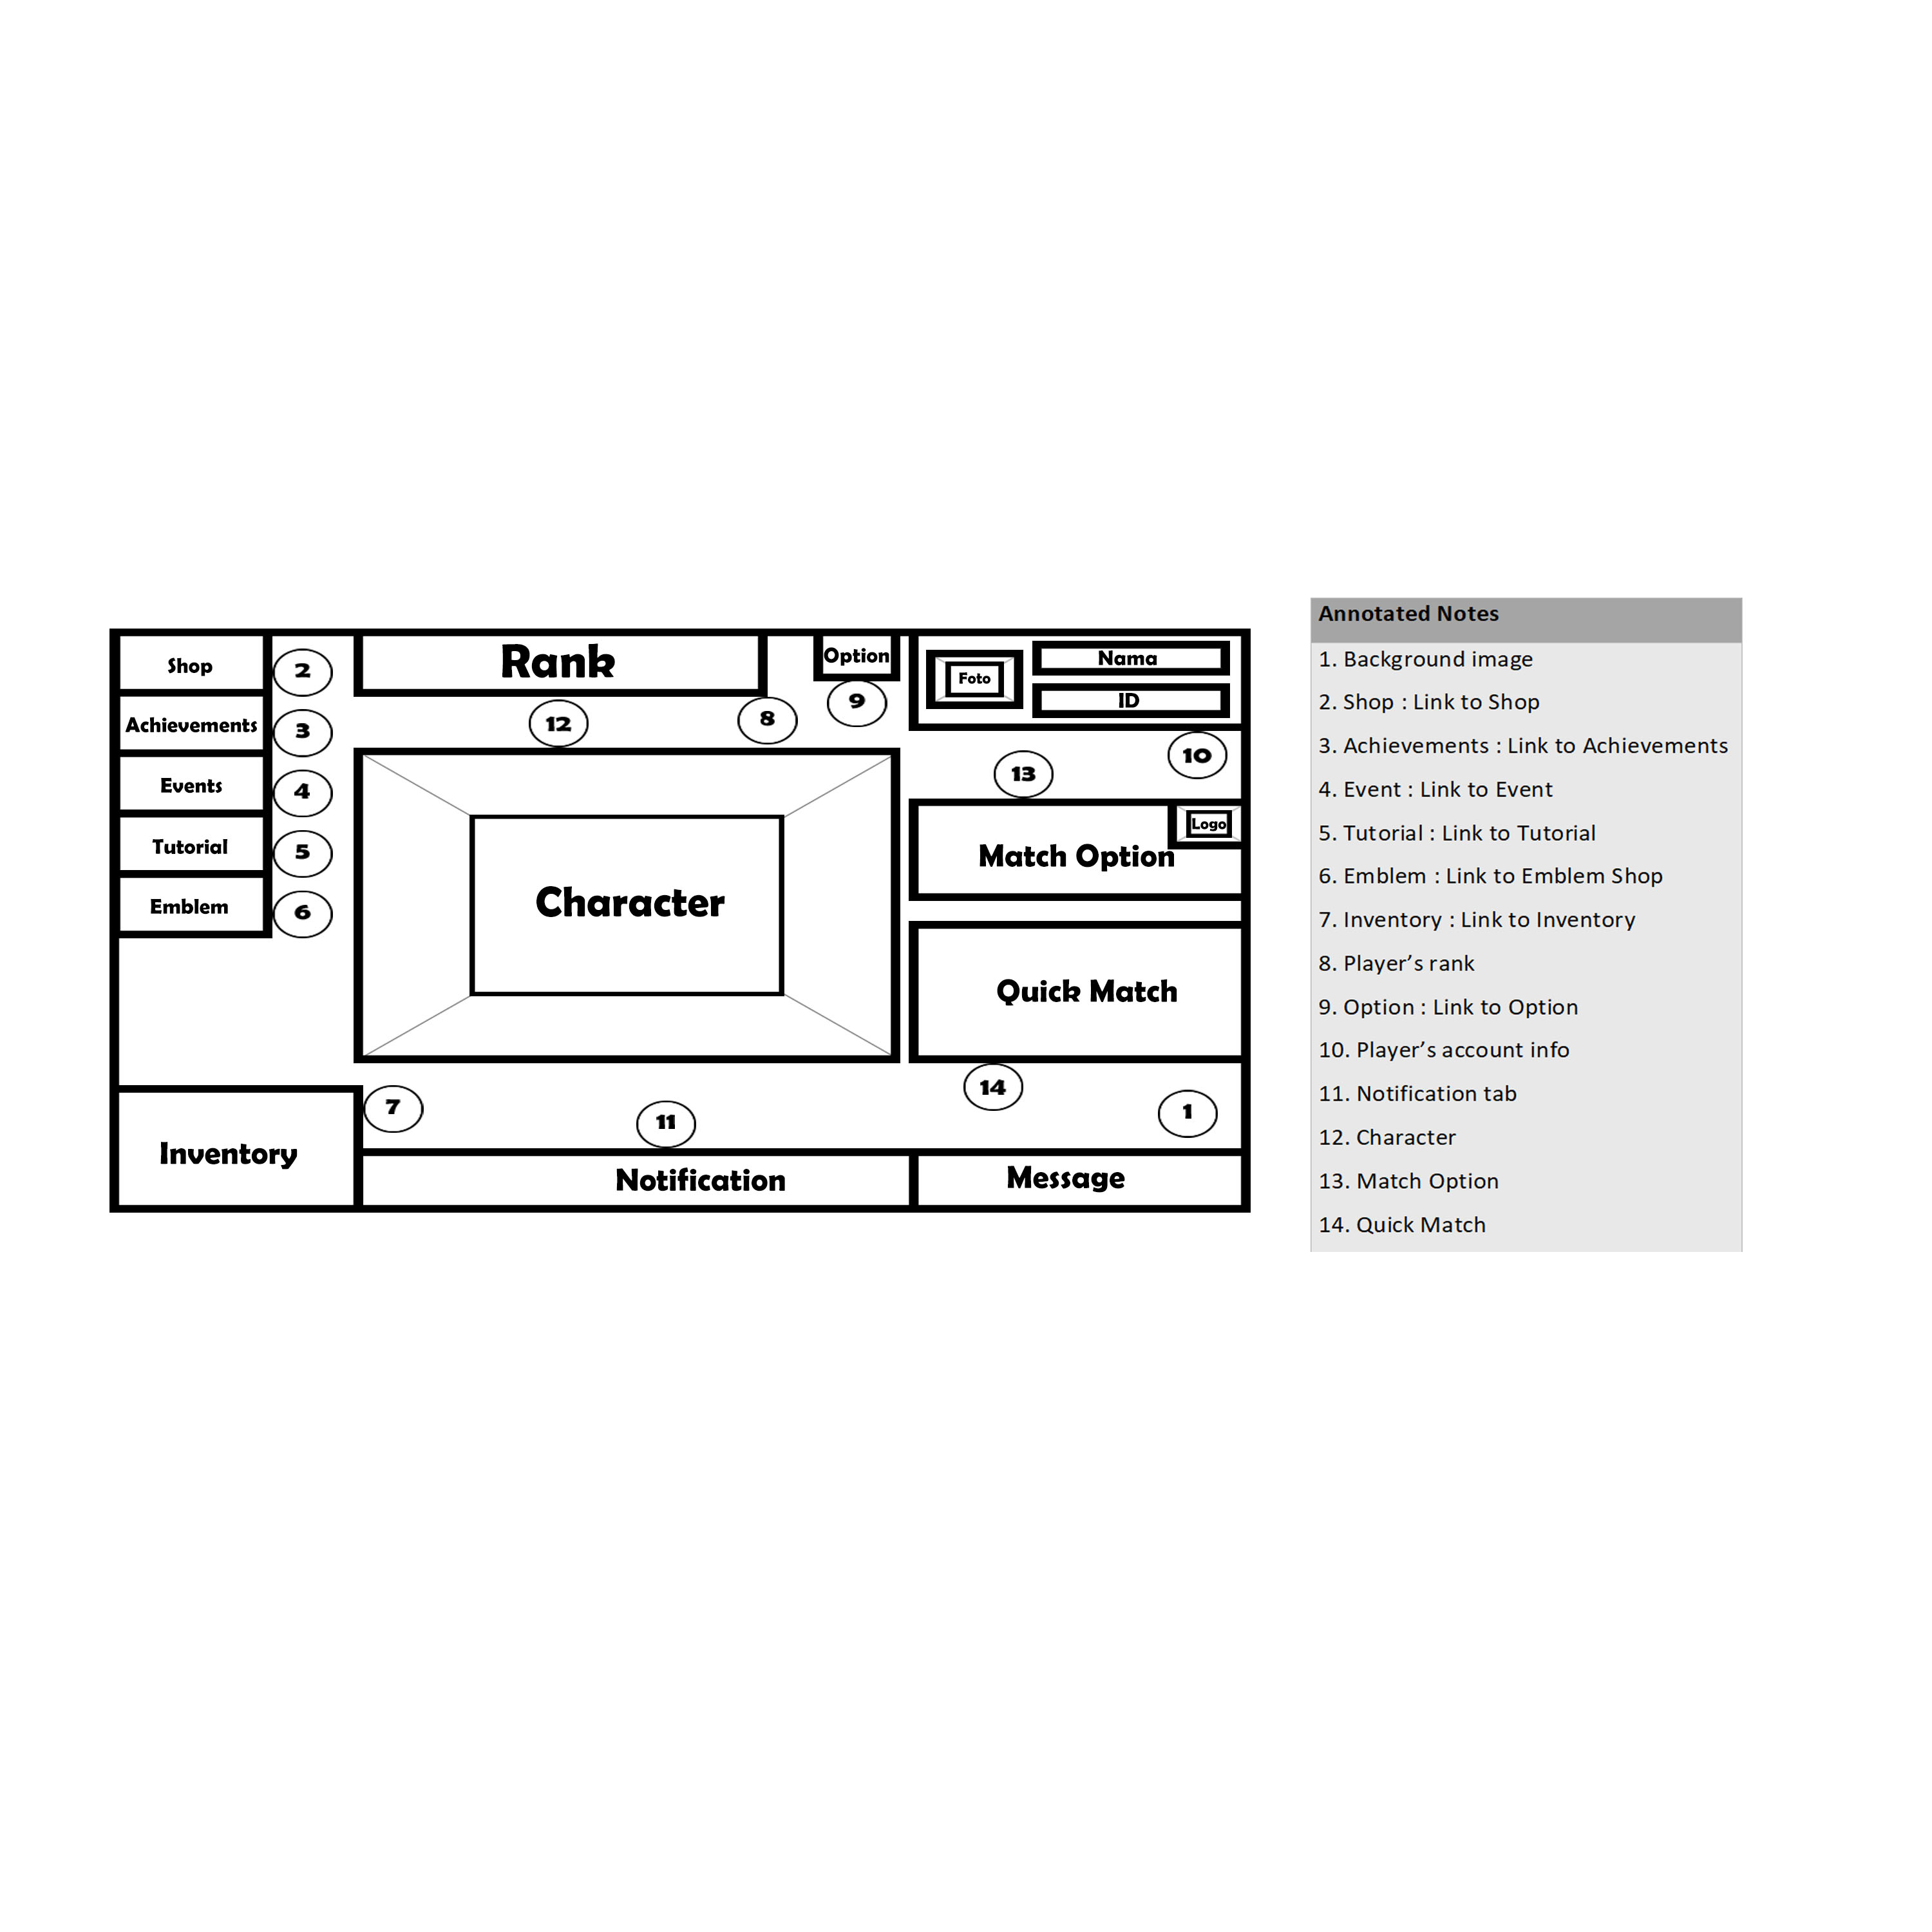 Shop
2
Achievements
3
Events
4
Tutorial
5
Emblem
6
Rank
Option
9
8
12
Foto
Nama
ID
10
13
Character
Logo
Match Option
Quick Match
14
1
7
11
Inventory
Notification
Message
Annotated Notes
1. Background image
2. Shop : Link to Shop
3. Achievements : Link to Achievements
4. Event : Link to Event
5. Tutorial : Link to Tutorial
6. Emblem : Link to Emblem Shop
7. Inventory : Link to Inventory
8. Player’s rank
9. Option : Link to Option
10. Player’s account info
11. Notification tab
12. Character
13. Match Option
14. Quick Match